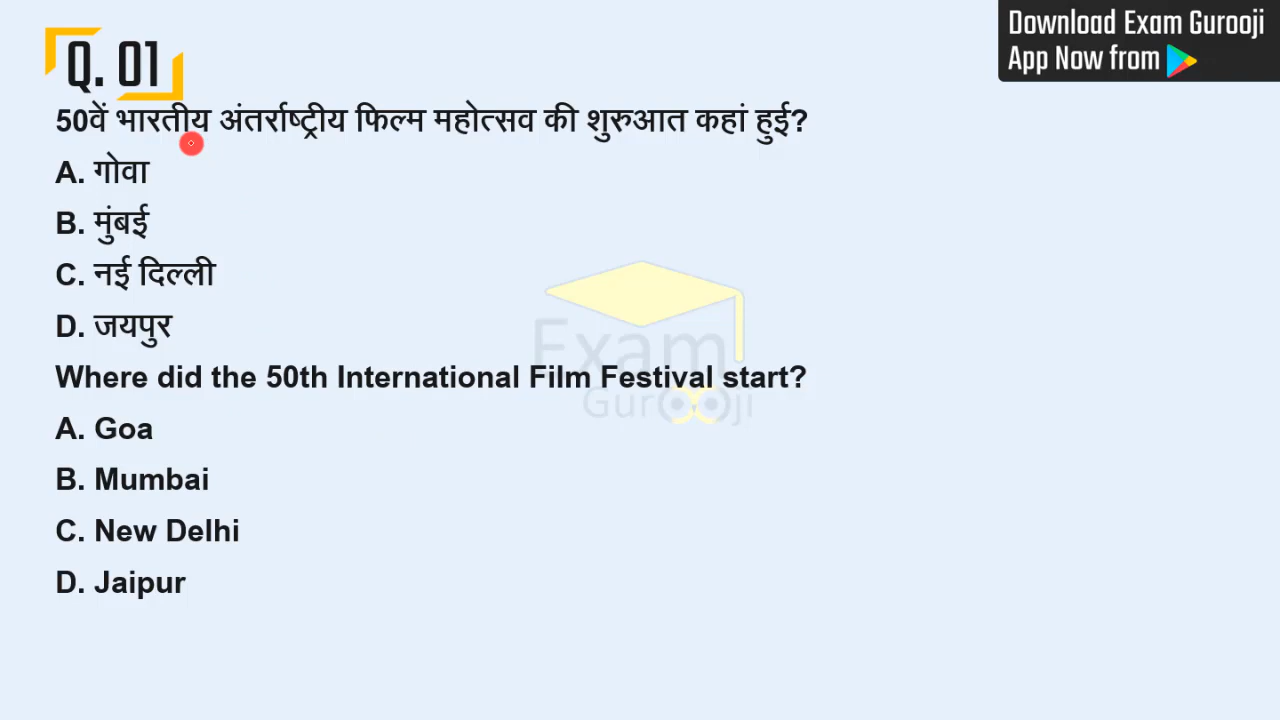 Download Exam Gurooji
App Now from
Q. 01
50वें भारतीय अंतर्राष्ट्रीय फिल्म महोत्सव की शुरुआत कहां हुई?
A. गोवा
B. मुंबई
C. नई दिल्ली
D. जयपुर
Exam
Gurooji
Where did the 50th International Film Festival start?
A. Goa
B. Mumbai
C. New Delhi
D. Jaipur